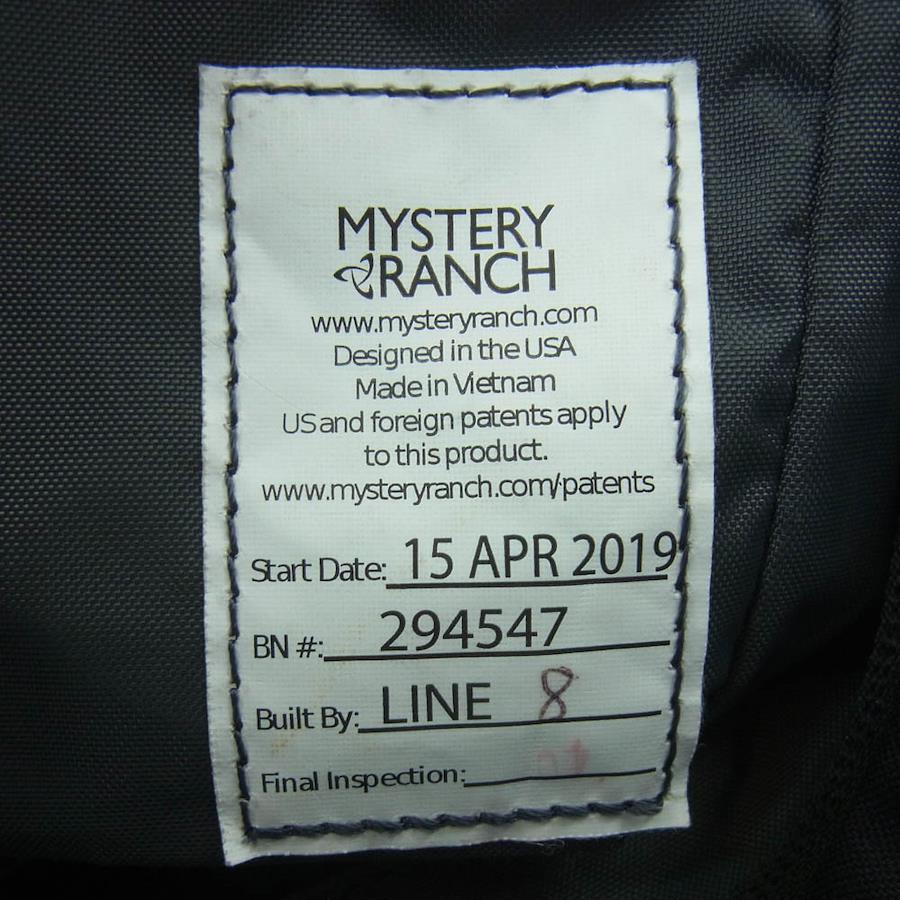 MYSTERY
RANCH
www.mysteryranch.com
Designed in the USA
Made in Vietnam
US and foreign patents apply
to this product.
www.mysteryranch.com/patents
Start Date: 15 APR 2019
BN #: 294547
Built By: LINE 8
Final Inspection: